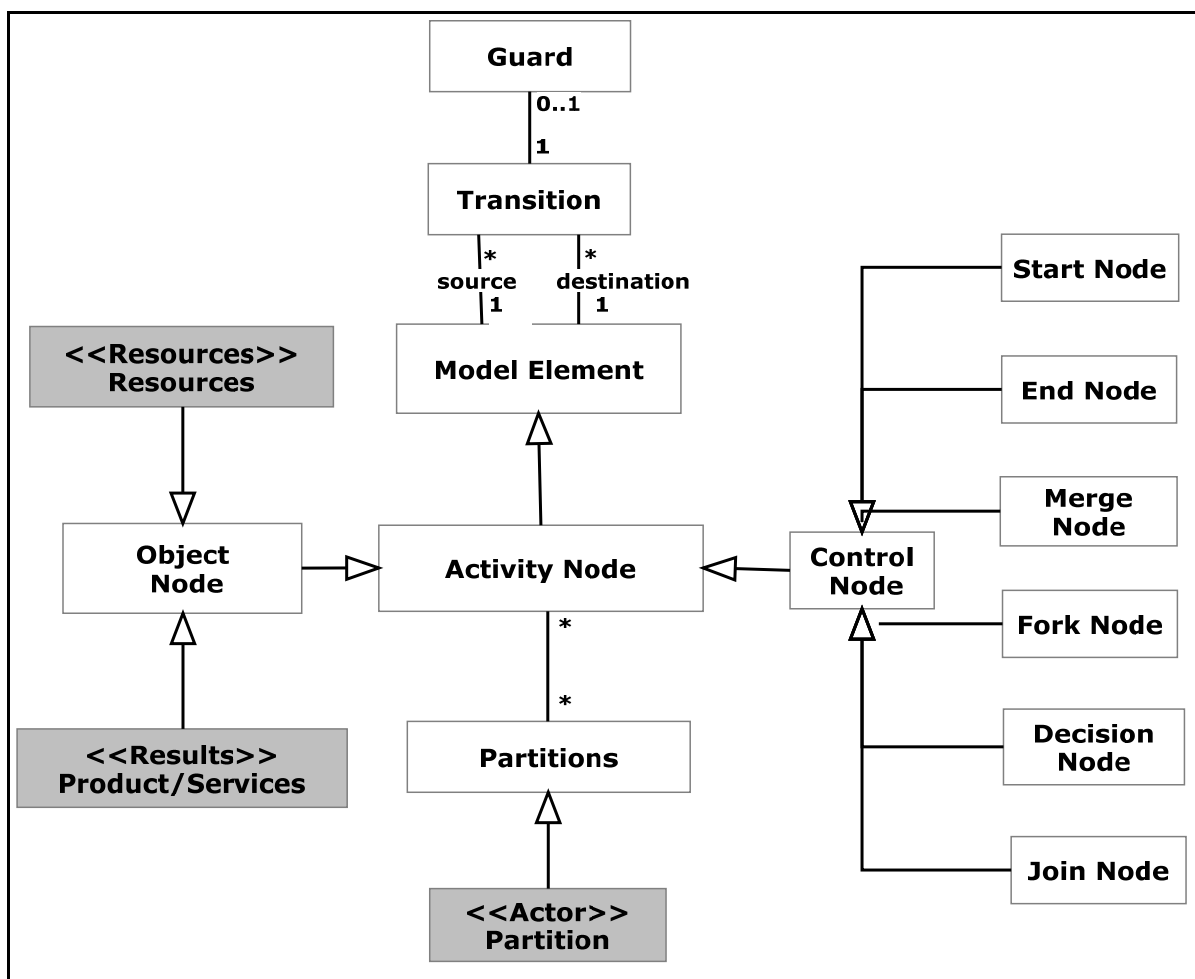 Guard
0..1
1
Transition
*
*
source
destination
1
1
Model Element
<<Resources>>
Resources
Object
Node
<<Results>>
Product/Services
Activity Node
*
*
Partitions
<<Actor>>
Partition
Control
Node
Start Node
End Node
Merge
Node
Fork Node
Decision
Node
Join Node